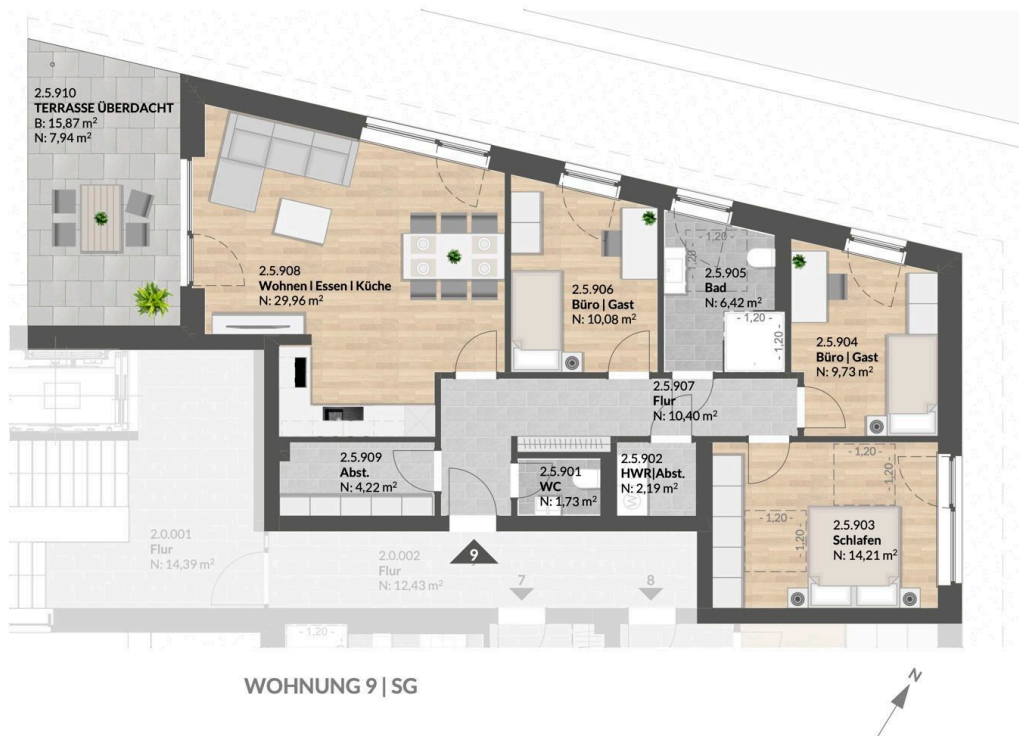 2.5.910
TERRASSE ÜBERDACHT
B: 15,87 m²
N: 7,94 m²
2.5.908
Wohnen I Essen I Küche
N: 29,96 m²
2.5.906
Büro | Gast
N: 10,08 m²
- 1,20 -
- 1,20 -
2.5.905
Bad
N: 6,42 m²
- 1,20 -
- 1,20 -
2.5.904
Büro | Gast
N: 9,73 m²
2.5.907
Flur
N: 10,40 m²
2.5.909
Abst.
N: 4,22 m²
2.5.901
WC
N: 1,73 m²
2.5.902
HWR|Abst.
N: 2,19 m²
W
- 1,20 -
- 1,20 -
- 1,20 -
- 1,20 -
2.5.903
Schlafen
N: 14,21 m²
2.0.001
Flur
N: 14,39 m²
2.0.002
Flur
N: 12,43 m²
9
7
8
- 1,20 -
WOHNUNG 9 | SG
N